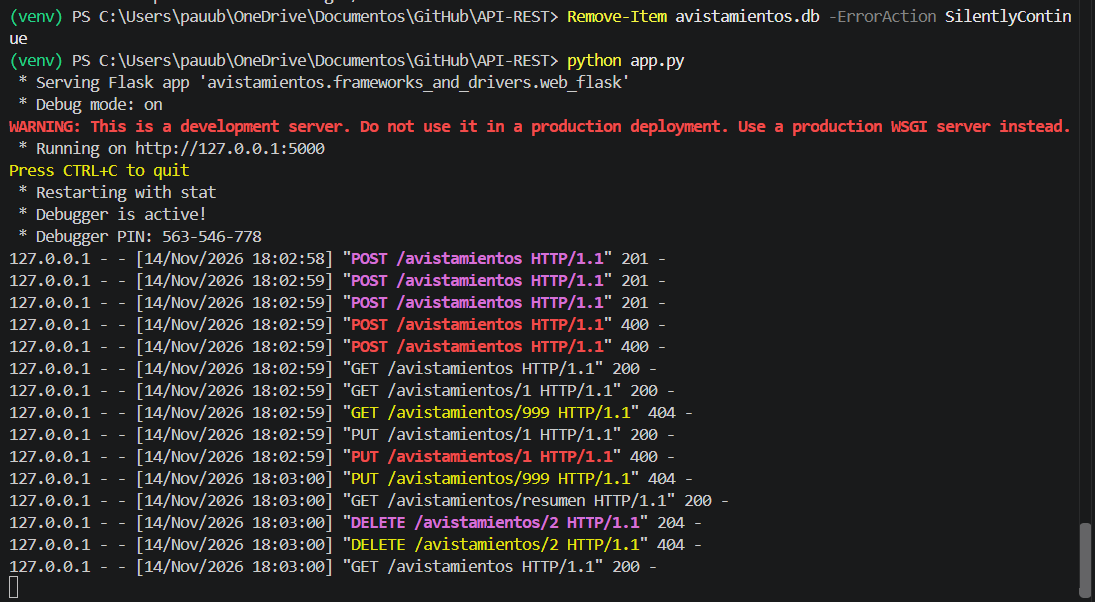 (venv) PS C:\Users\pauub\OneDrive\Documentos\GitHub\API-REST> Remove-Item avistamientos.db -ErrorAction SilentlyContin
ue
(venv) PS C:\Users\pauub\OneDrive\Documentos\GitHub\API-REST> python app.py
 * Serving Flask app 'avistamientos.frameworks_and_drivers.web_flask'
 * Debug mode: on
WARNING: This is a development server. Do not use it in a production deployment. Use a production WSGI server instead.
 * Running on http://127.0.0.1:5000
Press CTRL+C to quit
 * Restarting with stat
 * Debugger is active!
 * Debugger PIN: 563-546-778
127.0.0.1 - - [14/Nov/2026 18:02:58] "POST /avistamientos HTTP/1.1" 201 -
127.0.0.1 - - [14/Nov/2026 18:02:59] "POST /avistamientos HTTP/1.1" 201 -
127.0.0.1 - - [14/Nov/2026 18:02:59] "POST /avistamientos HTTP/1.1" 201 -
127.0.0.1 - - [14/Nov/2026 18:02:59] "POST /avistamientos HTTP/1.1" 400 -
127.0.0.1 - - [14/Nov/2026 18:02:59] "POST /avistamientos HTTP/1.1" 400 -
127.0.0.1 - - [14/Nov/2026 18:02:59] "GET /avistamientos HTTP/1.1" 200 -
127.0.0.1 - - [14/Nov/2026 18:02:59] "GET /avistamientos/1 HTTP/1.1" 200 -
127.0.0.1 - - [14/Nov/2026 18:02:59] "GET /avistamientos/999 HTTP/1.1" 404 -
127.0.0.1 - - [14/Nov/2026 18:02:59] "PUT /avistamientos/1 HTTP/1.1" 200 -
127.0.0.1 - - [14/Nov/2026 18:02:59] "PUT /avistamientos/1 HTTP/1.1" 400 -
127.0.0.1 - - [14/Nov/2026 18:03:00] "PUT /avistamientos/999 HTTP/1.1" 404 -
127.0.0.1 - - [14/Nov/2026 18:03:00] "GET /avistamientos/resumen HTTP/1.1" 200 -
127.0.0.1 - - [14/Nov/2026 18:03:00] "DELETE /avistamientos/2 HTTP/1.1" 204 -
127.0.0.1 - - [14/Nov/2026 18:03:00] "DELETE /avistamientos/2 HTTP/1.1" 404 -
127.0.0.1 - - [14/Nov/2026 18:03:00] "GET /avistamientos HTTP/1.1" 200 -